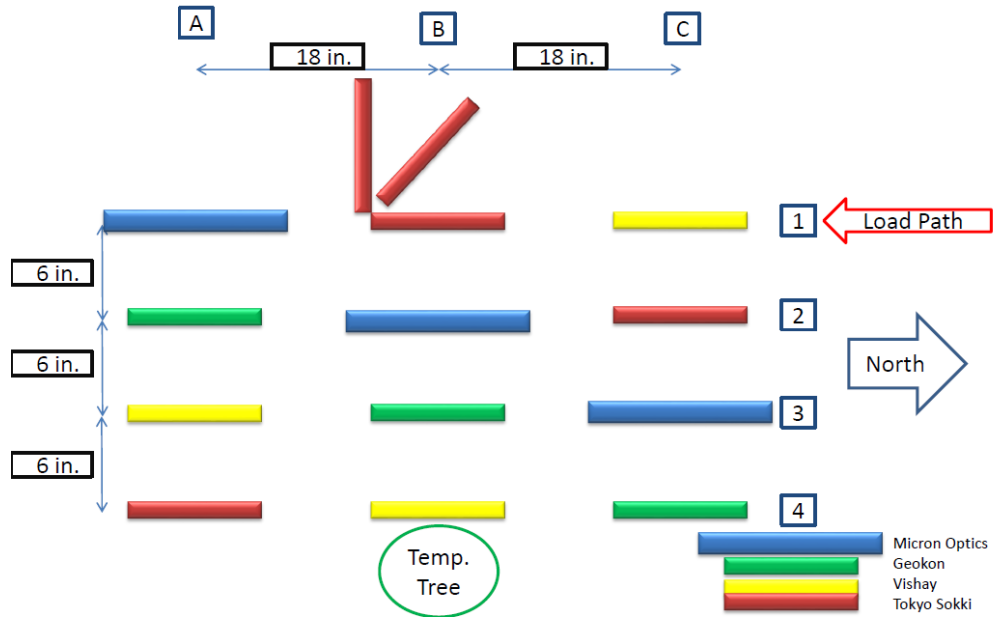 A
B
C
18 in.
18 in.
1
Load Path
6 in.
2
6 in.
North
3
6 in.
4
Temp.
Tree
Micron Optics
Geokon
Vishay
Tokyo Sokki